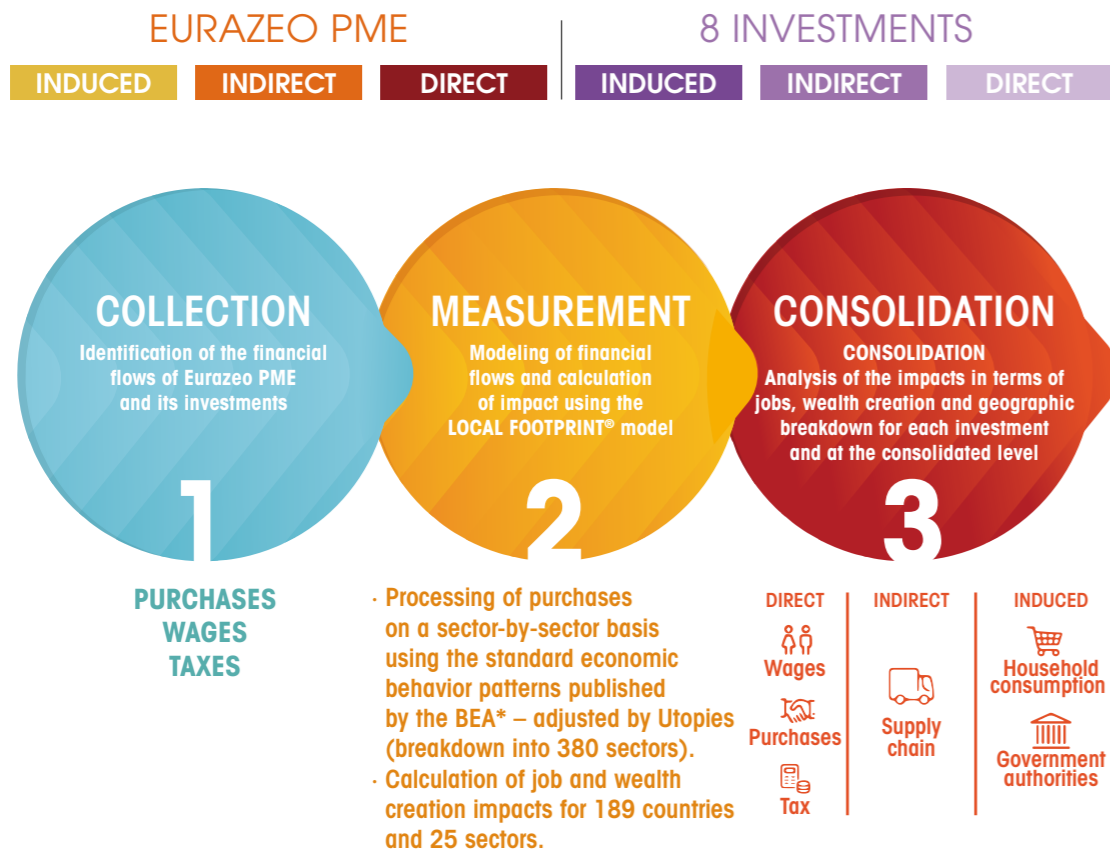 EURAZEO PME
8 INVESTMENTS
INDUCED
INDIRECT
DIRECT
INDUCED
INDIRECT
DIRECT
COLLECTION
Identification of the financial
flows of Eurazeo PME
and its investments
1
PURCHASES
WAGES
TAXES
MEASUREMENT
Modeling of financial
flows and calculation
of impact using the
LOCAL FOOTPRINT® model
2
· Processing of purchases
on a sector-by-sector basis
using the standard economic
behavior patterns published
by the BEA* – adjusted by Utopies
(breakdown into 380 sectors).
· Calculation of job and wealth
creation impacts for 189 countries
and 25 sectors.
CONSOLIDATION
CONSOLIDATION
Analysis of the impacts in terms of
jobs, wealth creation and geographic
breakdown for each investment
and at the consolidated level
3
DIRECT
Wages
Purchases
Tax
INDIRECT
Supply
chain
INDUCED
Household
consumption
Government
authorities